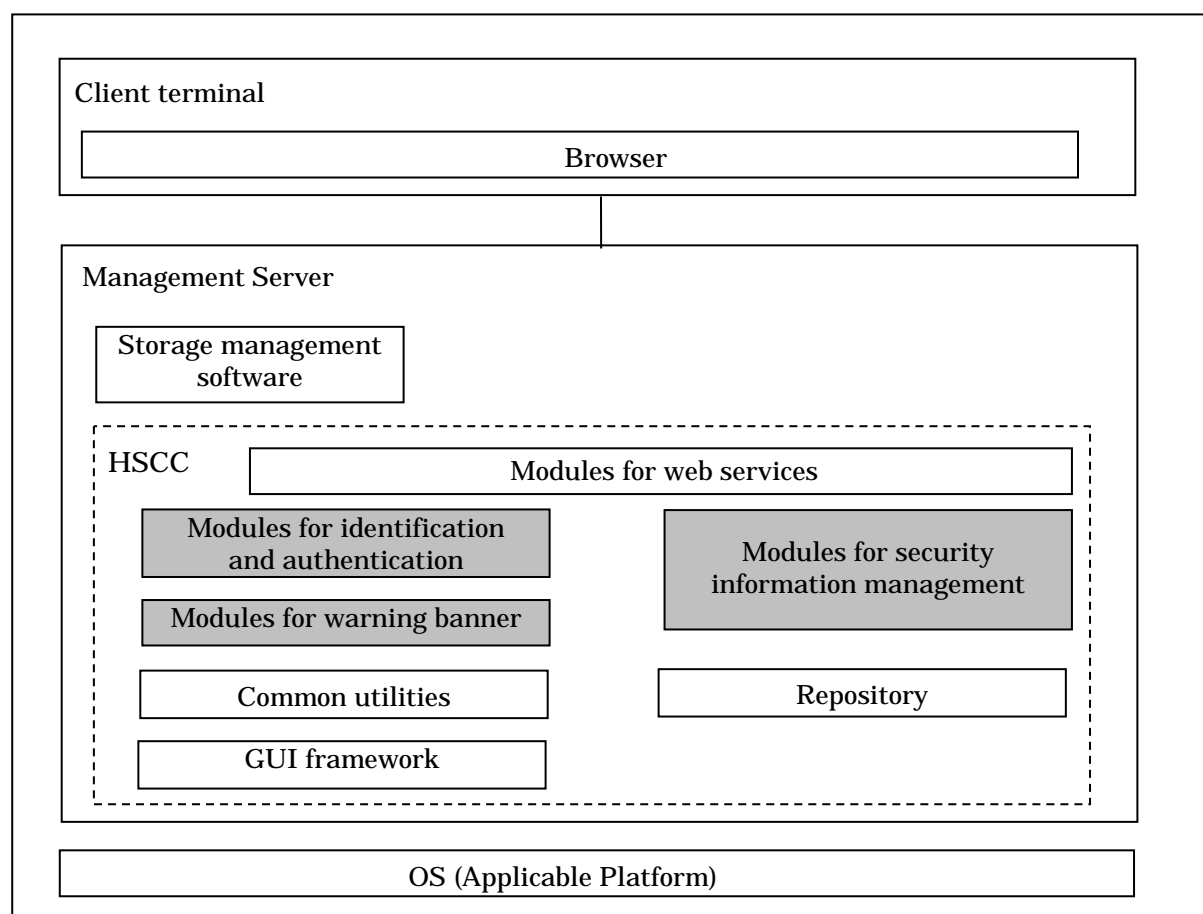 Client terminal
Browser
Management Server
Storage management
software
HSCC
Modules for web services
Modules for identification
and authentication
Modules for security
information management
Modules for warning banner
Common utilities
Repository
GUI framework
OS (Applicable Platform)